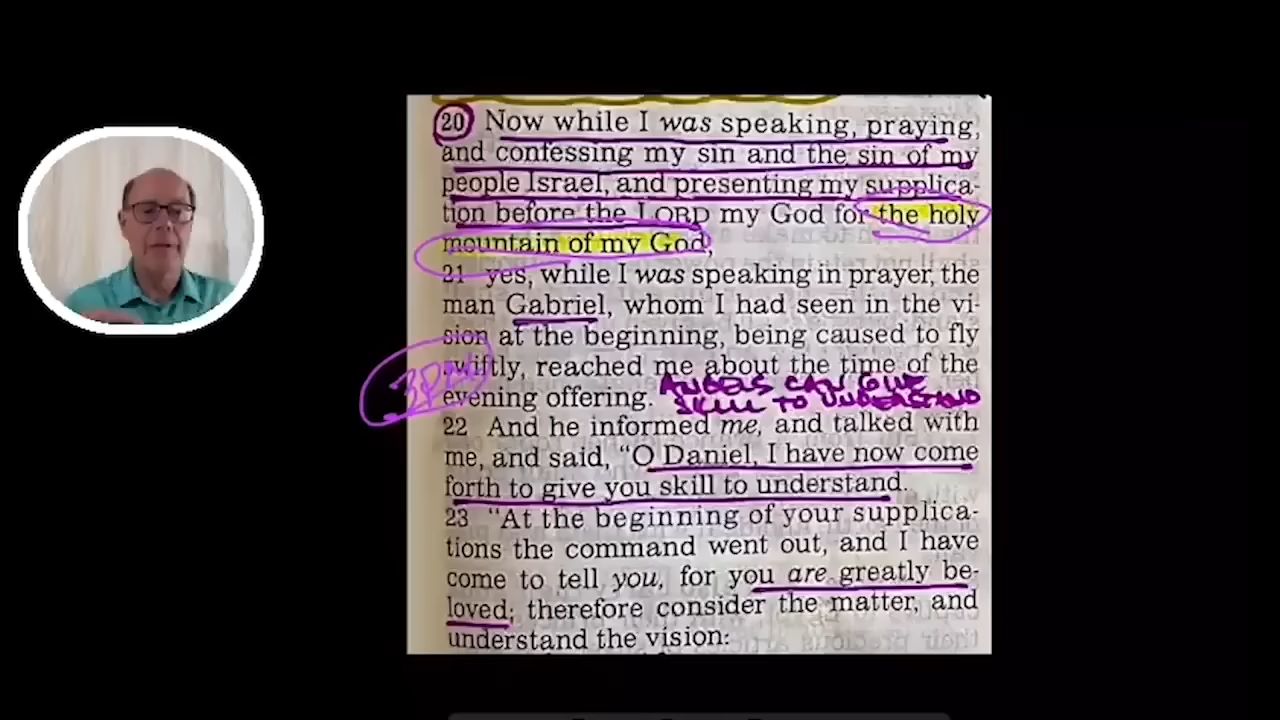 20 Now while I was speaking, praying,
and confessing my sin and the sin of my
people Israel, and presenting my supplica-
tion before the LORD my God for the holy
mountain of my God,
21 yes, while I was speaking in prayer, the
man Gabriel, whom I had seen in the vi-
sion at the beginning, being caused to fly
swiftly, reached me about the time of the
3PM
evening offering. ANGELS CAN GIVE
SKILL TO UNDERSTAND
22 And he informed me, and talked with
me, and said, “O Daniel, I have now come
forth to give you skill to understand.
23 “At the beginning of your supplica-
tions the command went out, and I have
come to tell you, for you are greatly be-
loved; therefore consider the matter, and
understand the vision: